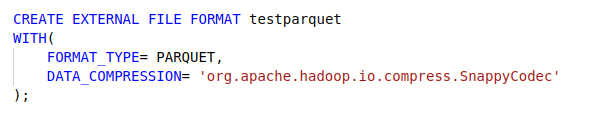 CREATE EXTERNAL FILE FORMAT testparquet
WITH(
    FORMAT_TYPE= PARQUET,
    DATA_COMPRESSION= 'org.apache.hadoop.io.compress.SnappyCodec'
);